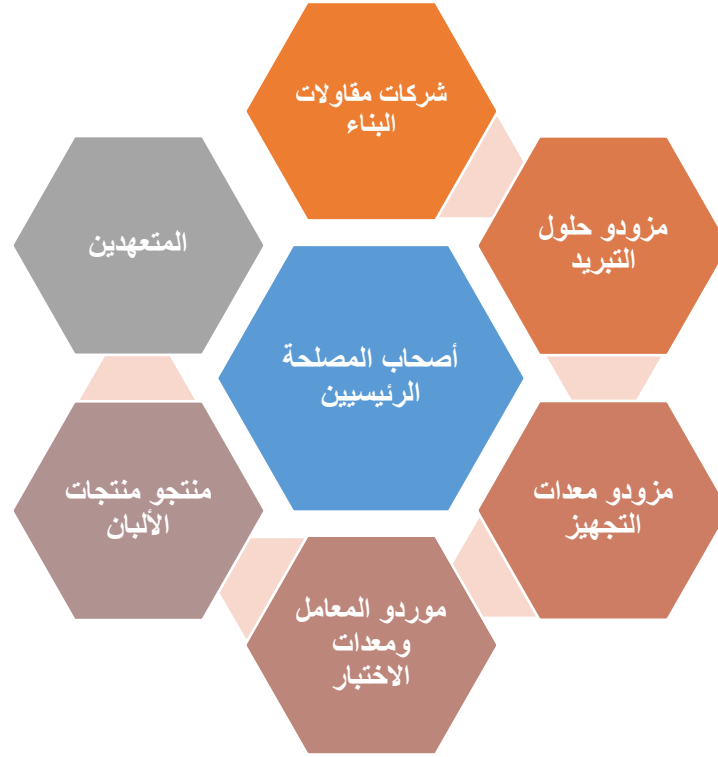 شركات مقاولات
البناء
مزودو حلول
التبريد
المتعهدين
أصحاب المصلحة
الرئيسيين
مزودو معدات
التجهيز
منتجو منتجات
الألبان
موردو المعامل
ومعدات
الاختبار